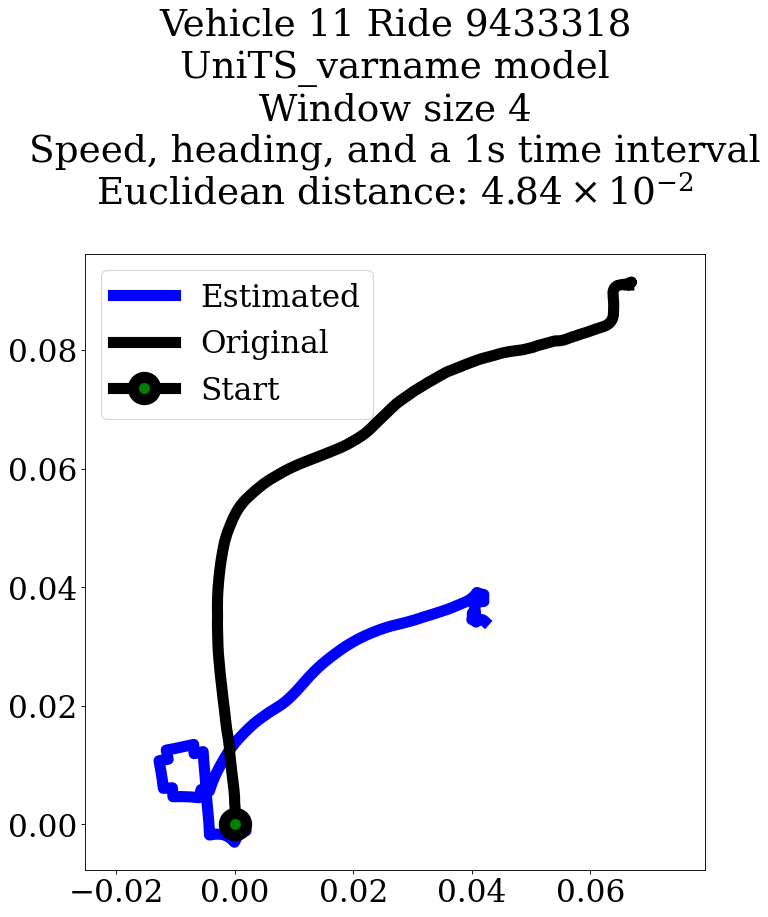 Vehicle 11 Ride 9433318
UniTS_varname model
Window size 4
Speed, heading, and a 1s time interval
Euclidean distance: 4.84 × 10⁻²
Estimated
Original
Start
0.08
0.06
0.04
0.02
0.00
−0.02 0.00 0.02 0.04 0.06